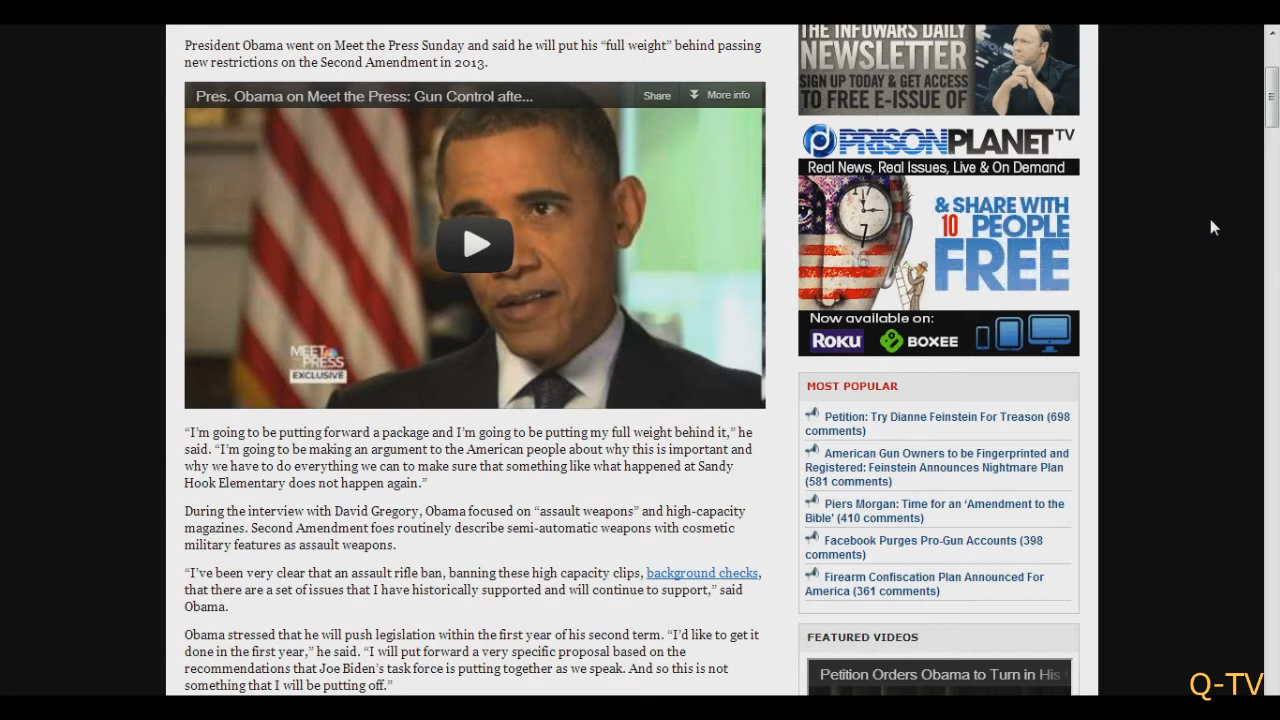 President Obama went on Meet the Press Sunday and said he will put his “full weight” behind passing
new restrictions on the Second Amendment in 2013.
Pres. Obama on Meet the Press: Gun Control afte...
Share
More info
MEET THE PRESS
EXCLUSIVE
“I’m going to be putting forward a package and I’m going to be putting my full weight behind it,” he
said. “I’m going to be making an argument to the American people about why this is important and
why we have to do everything we can to make sure that something like what happened at Sandy
Hook Elementary does not happen again.”
During the interview with David Gregory, Obama focused on “assault weapons” and high-capacity
magazines. Second Amendment foes routinely describe semi-automatic weapons with cosmetic
military features as assault weapons.
“I’ve been very clear that an assault rifle ban, banning these high capacity clips, background checks,
that there are a set of issues that I have historically supported and will continue to support,” said
Obama.
Obama stressed that he will push legislation within the first year of his second term. “I’d like to get it
done in the first year,” he said. “I will put forward a very specific proposal based on the
recommendations that Joe Biden’s task force is putting together as we speak. And so this is not
something that I will be putting off.”
THE INFOWARS DAILY
NEWSLETTER
SIGN UP TODAY & GET ACCESS
TO FREE E-ISSUE OF
PRISONPLANET TV
Real News, Real Issues, Live & On Demand
& SHARE WITH
10 PEOPLE
FREE
Now available on:
ROKU
BOXEE
MOST POPULAR
Petition: Try Dianne Feinstein For Treason (698
comments)
American Gun Owners to be Fingerprinted and
Registered: Feinstein Announces Nightmare Plan
(581 comments)
Piers Morgan: Time for an ‘Amendment to the
Bible’ (410 comments)
Facebook Purges Pro-Gun Accounts (398
comments)
Firearm Confiscation Plan Announced For
America (361 comments)
FEATURED VIDEOS
Petition Orders Obama to Turn in His
Q-TV